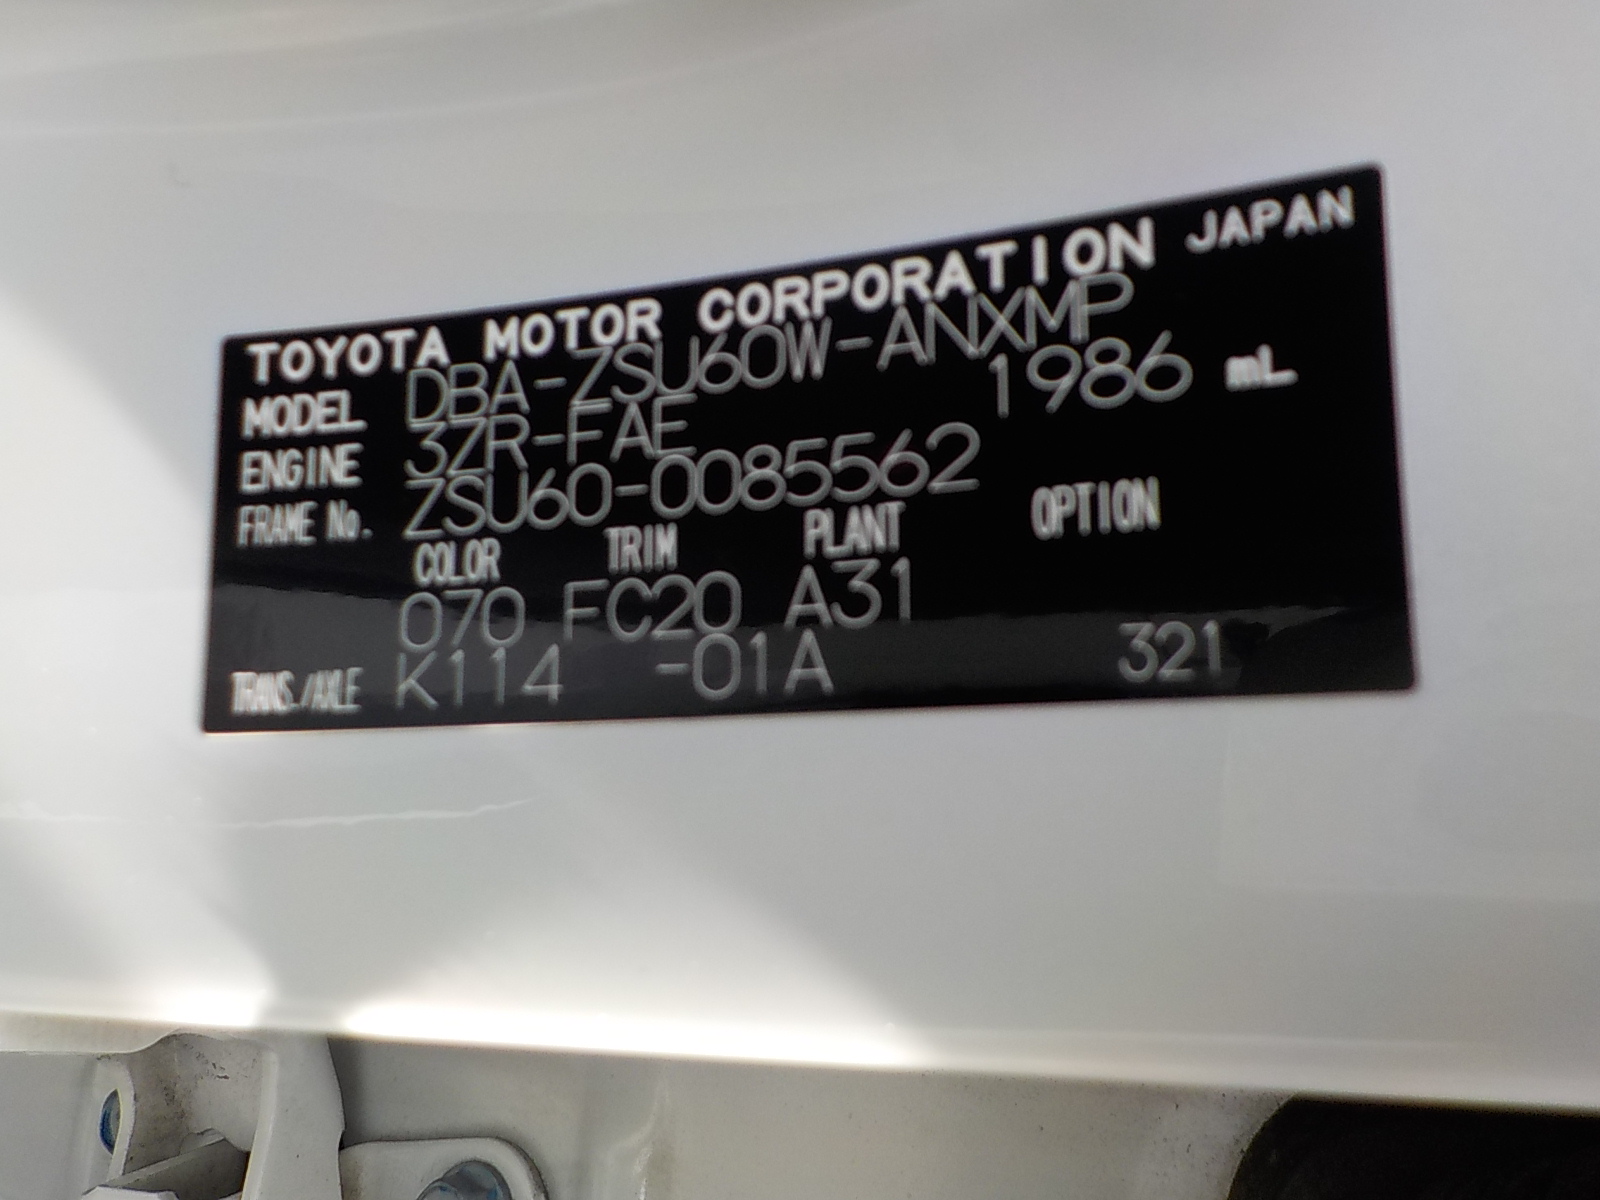 TOYOTA MOTOR CORPORATION JAPAN
MODEL DBA-ZSU60W-ANXMP
ENGINE 3ZR-FAE 1986 mL
FRAME No. ZSU60-0085562
COLOR TRIM PLANT OPTION
070 FC20 A31
TRANS./AXLE K114 -01A 321